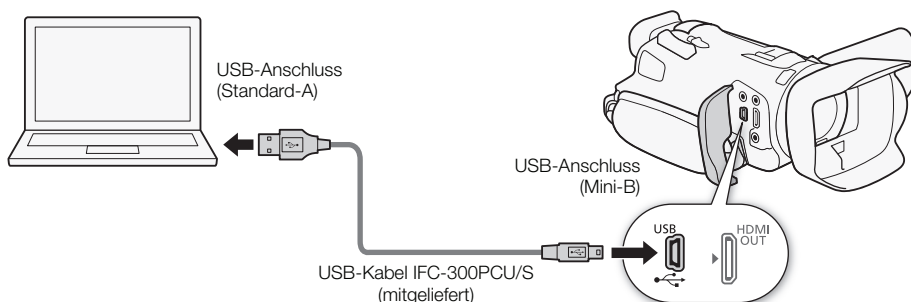 USB-Anschluss
(Standard-A)
USB-Anschluss
(Mini-B)
USB
HDMI
OUT
USB-Kabel IFC-300PCU/S
(mitgeliefert)